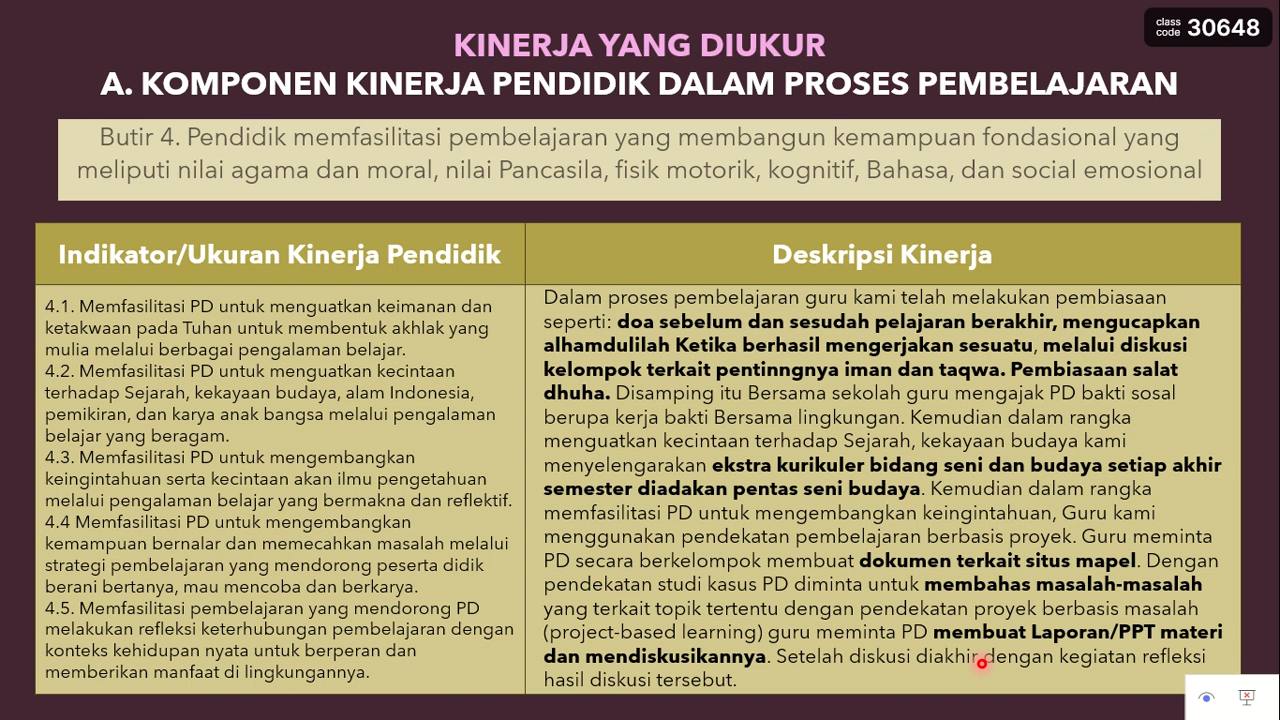 class
code 30648
KINERJA YANG DIUKUR
A. KOMPONEN KINERJA PENDIDIK DALAM PROSES PEMBELAJARAN
Butir 4. Pendidik memfasilitasi pembelajaran yang membangun kemampuan fondasional yang
meliputi nilai agama dan moral, nilai Pancasila, fisik motorik, kognitif, Bahasa, dan social emosional
Indikator/Ukuran Kinerja Pendidik
4.1. Memfasilitasi PD untuk menguatkan keimanan dan
ketakwaan pada Tuhan untuk membentuk akhlak yang
mulia melalui berbagai pengalaman belajar.
4.2. Memfasilitasi PD untuk menguatkan kecintaan
terhadap Sejarah, kekayaan budaya, alam Indonesia,
pemikiran, dan karya anak bangsa melalui pengalaman
belajar yang beragam.
4.3. Memfasilitasi PD untuk mengembangkan
keingintahuan serta kecintaan akan ilmu pengetahuan
melalui pengalaman belajar yang bermakna dan reflektif.
4.4 Memfasilitasi PD untuk mengembangkan
kemampuan bernalar dan memecahkan masalah melalui
strategi pembelajaran yang mendorong peserta didik
berani bertanya, mau mencoba dan berkarya.
4.5. Memfasilitasi pembelajaran yang mendorong PD
melakukan refleksi keterhubungan pembelajaran dengan
konteks kehidupan nyata untuk berperan dan
memberikan manfaat di lingkungannya.
Deskripsi Kinerja
Dalam proses pembelajaran guru kami telah melakukan pembiasaan
seperti: doa sebelum dan sesudah pelajaran berakhir, mengucapkan
alhamdulilah Ketika berhasil mengerjakan sesuatu, melalui diskusi
kelompok terkait pentinngnya iman dan taqwa. Pembiasaan salat
dhuha. Disamping itu Bersama sekolah guru mengajak PD bakti sosal
berupa kerja bakti Bersama lingkungan. Kemudian dalam rangka
menguatkan kecintaan terhadap Sejarah, kekayaan budaya kami
menyelengarakan ekstra kurikuler bidang seni dan budaya setiap akhir
semester diadakan pentas seni budaya. Kemudian dalam rangka
memfasilitasi PD untuk mengembangkan keingintahuan, Guru kami
menggunakan pendekatan pembelajaran berbasis proyek. Guru meminta
PD secara berkelompok membuat dokumen terkait situs mapel. Dengan
pendekatan studi kasus PD diminta untuk membahas masalah-masalah
yang terkait topik tertentu dengan pendekatan proyek berbasis masalah
(project-based learning) guru meminta PD membuat Laporan/PPT materi
dan mendiskusikannya. Setelah diskusi diakhir dengan kegiatan refleksi
hasil diskusi tersebut.